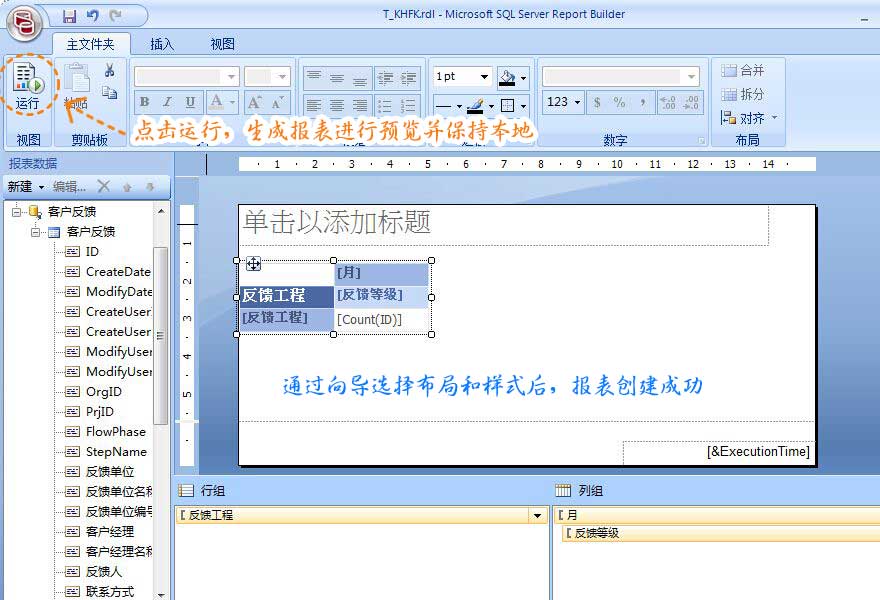 T_KHFK.rdl - Microsoft SQL Server Report Builder
主文件夹 插入 视图
运行
粘贴
1 pt
123 $ % ,
合并
拆分
对齐
点击运行，生成报表进行预览并保持本地
视图 剪贴板 数字 布局
报表数据
新建 编辑...
1 2 3 4 5 6 7 8 9 10 11 12 13 14
客户反馈
客户反馈
ID
CreateDate
ModifyDate
CreateUser
CreateUser
ModifyUser
ModifyUser
OrgID
PrjID
FlowPhase
StepName
反馈单位
反馈单位名称
反馈单位编号
客户经理
客户经理名称
反馈人
联系方式
1
2
3
4
5
单击以添加标题
[月]
反馈工程 [反馈等级]
[反馈工程] [Count(ID)]
通过向导选择布局和样式后，报表创建成功
[&ExecutionTime]
行组
[ 反馈工程
列组
[ 月
[ 反馈等级